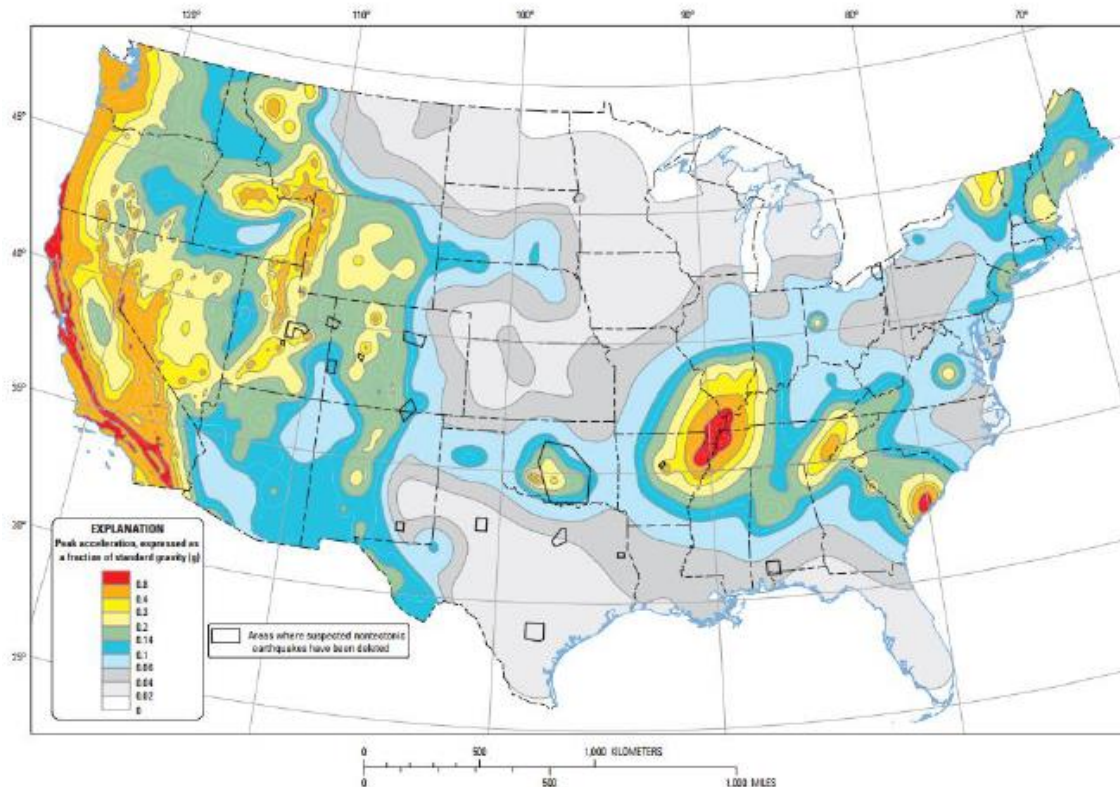 120° 110° 100° 90° 80° 70°
45°
40°
35°
30°
25°
EXPLANATION
Peak acceleration, expressed as
a fraction of standard gravity (g)
0.8
0.4
0.3
0.2
0.14
0.1
0.06
0.04
0.02
0
Areas where suspected nontectonic
earthquakes have been deleted
0 500 1,000 KILOMETERS
0 500 1,000 MILES